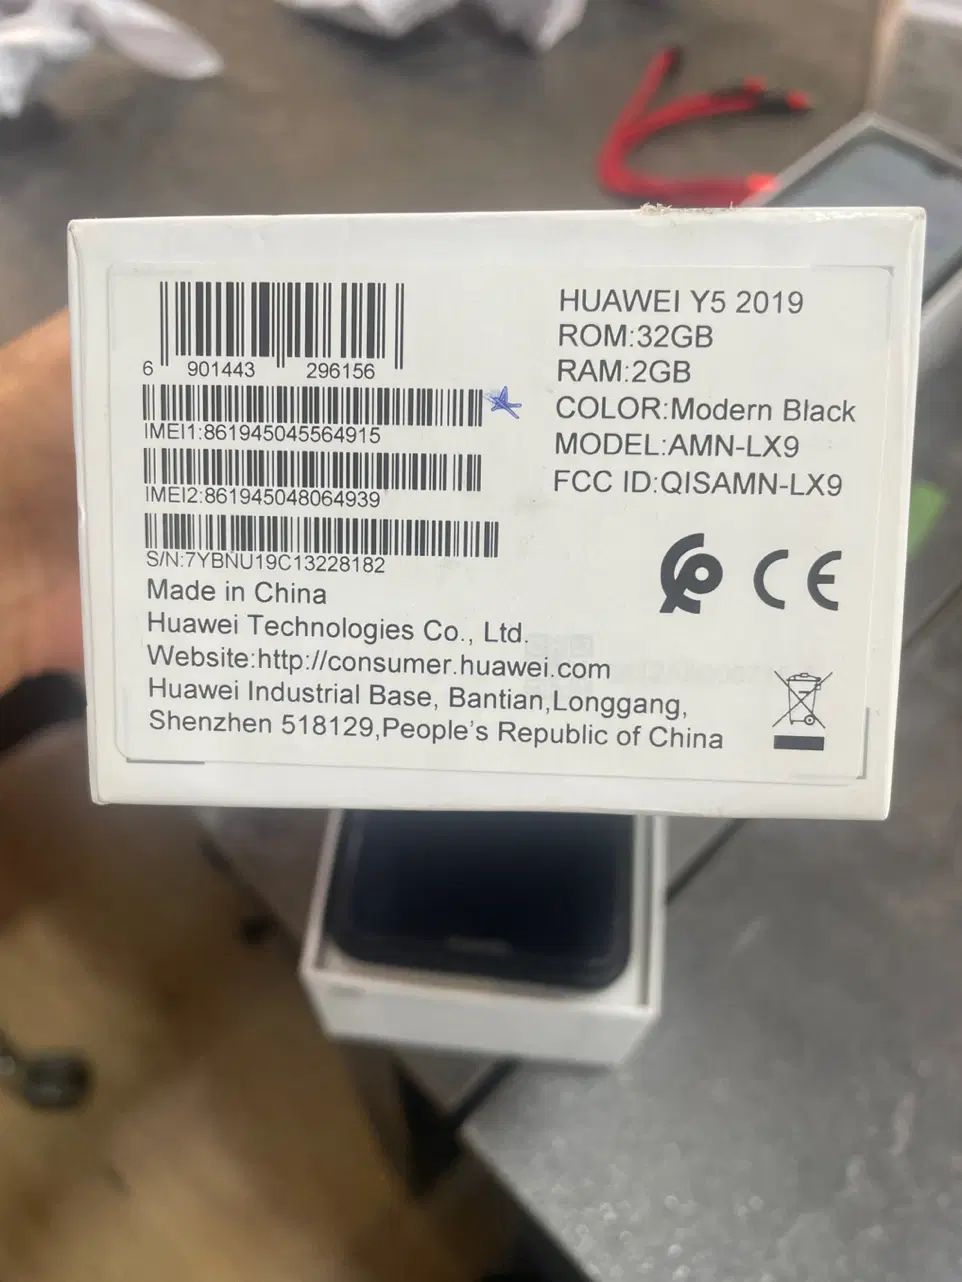 6 901443 296156
IMEI1:861945045564915
IMEI2:861945048064939
S/N:7YBNU19C13228182
Made in China
Huawei Technologies Co., Ltd.
Website:http://consumer.huawei.com
Huawei Industrial Base, Bantian,Longgang,
Shenzhen 518129,People's Republic of China
HUAWEI Y5 2019
ROM:32GB
RAM:2GB
COLOR:Modern Black
MODEL:AMN-LX9
FCC ID:QISAMN-LX9
CE